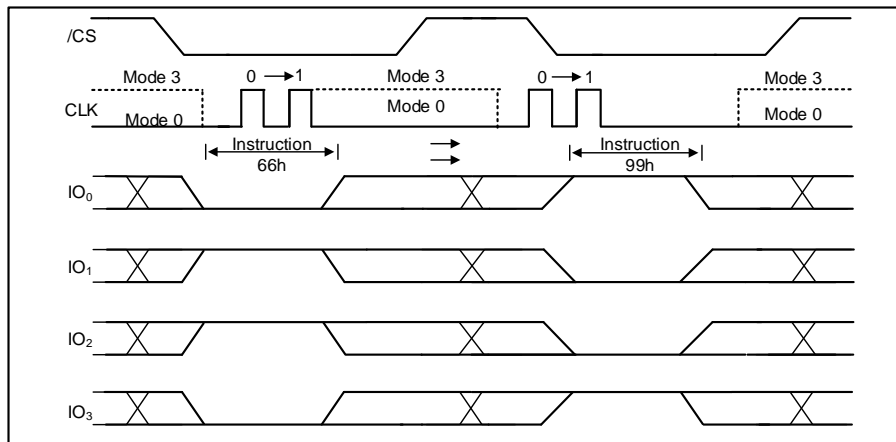 /CS
Mode 3 0 → 1 Mode 3 0 → 1 Mode 3
CLK
Mode 0 Mode 0 Mode 0
Instruction Instruction
66h 99h
IO₀
IO₁
IO₂
IO₃